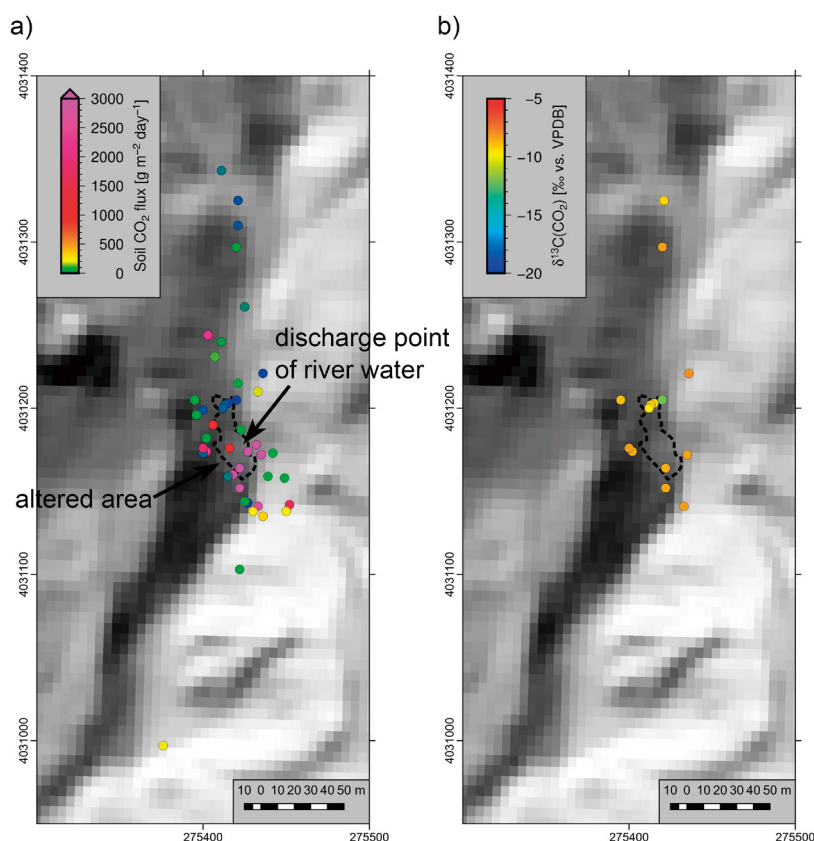 a)
4031400
4031300
4031200
4031100
4031000
275400
275500
3000
2500
2000
1500
1000
500
0
Soil CO₂ flux [g m⁻² day⁻¹]
discharge point
of river water
altered area
10 0 10 20 30 40 50 m
b)
4031400
4031300
4031200
4031100
4031000
275400
275500
−5
−10
−15
−20
δ¹³C(CO₂) [‰ vs. VPDB]
10 0 10 20 30 40 50 m